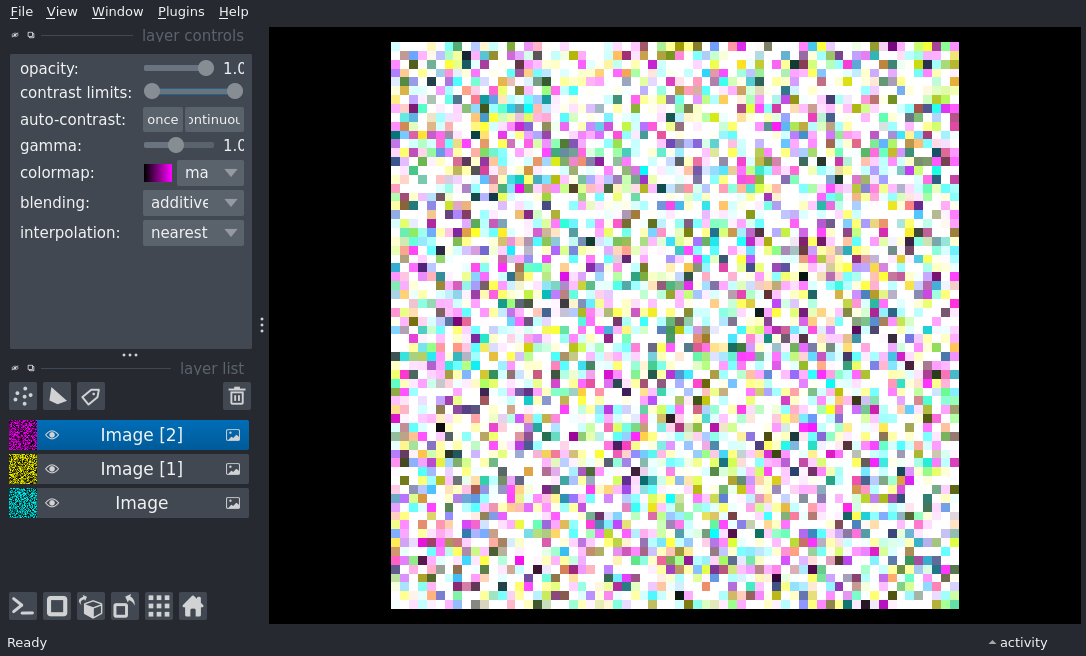 File View Window Plugins Help
layer controls
opacity: 1.0
contrast limits:
auto-contrast: once ontinuou
gamma: 1.0
colormap: ma
blending: additive
interpolation: nearest
layer list
Image [2]
Image [1]
Image
Ready activity